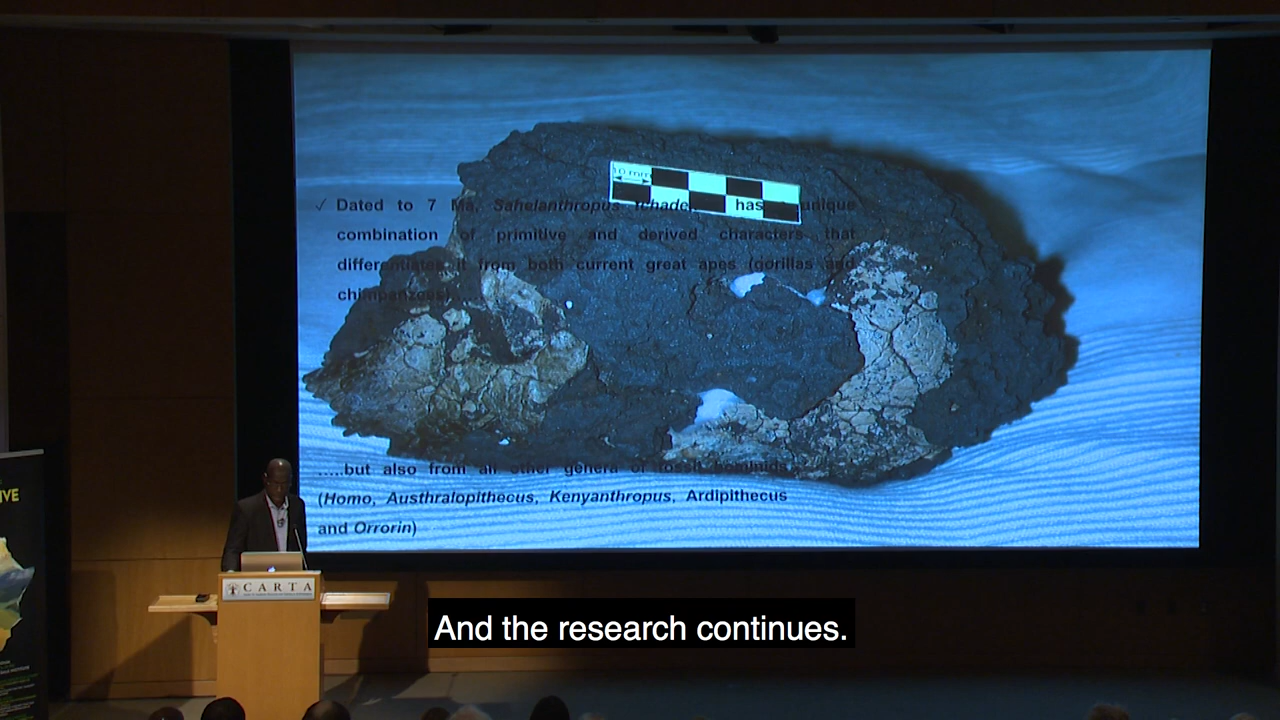 10 mm
✓ Dated to 7 Ma, Sahelanthropus tchade has unique
combination of primitive and derived characters that
differentiates it from both current great apes (gorillas and
chimpanzees)
.....but also from all other genera of fossil hominids
(Homo, Austhralopithecus, Kenyanthropus, Ardipithecus
and Orrorin)
IVE
CARTA
And the research continues.